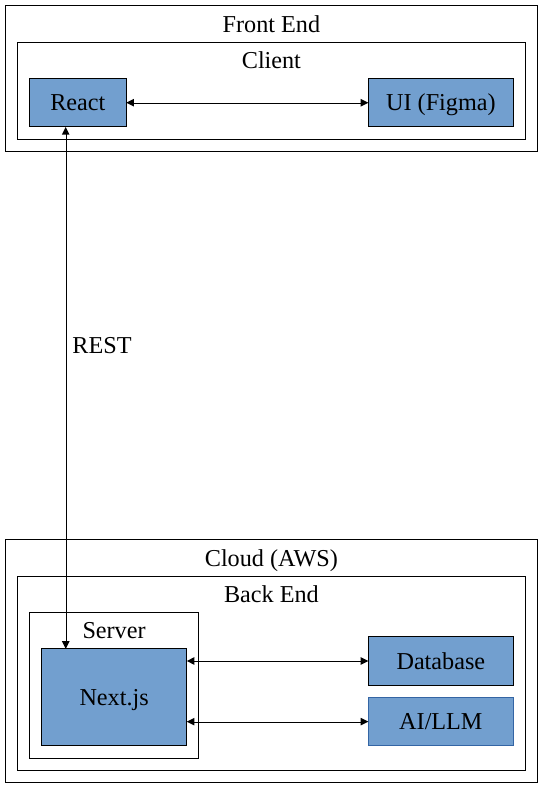 Front End
Client
React
UI (Figma)
REST
Cloud (AWS)
Back End
Server
Next.js
Database
AI/LLM